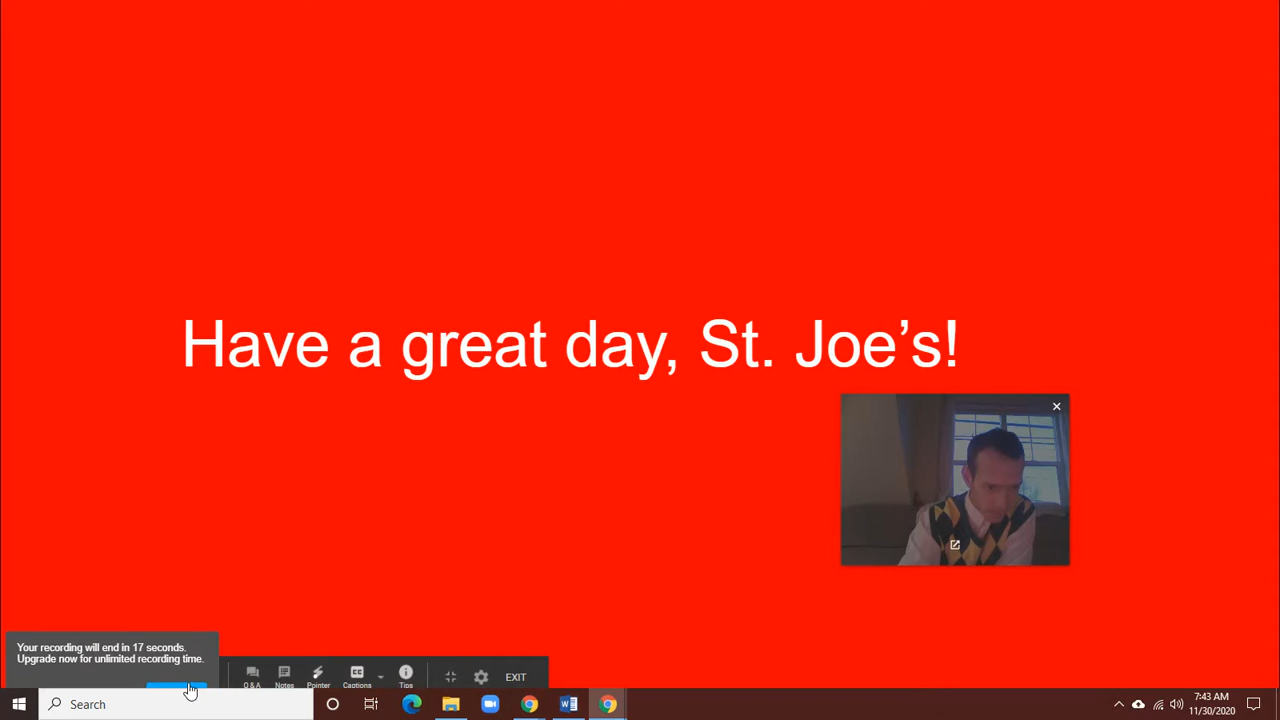 Have a great day, St. Joe’s!
Your recording will end in 17 seconds.
Upgrade now for unlimited recording time.
Q & A Notes Pointer Captions Tips EXIT
Search
7:43 AM
11/30/2020